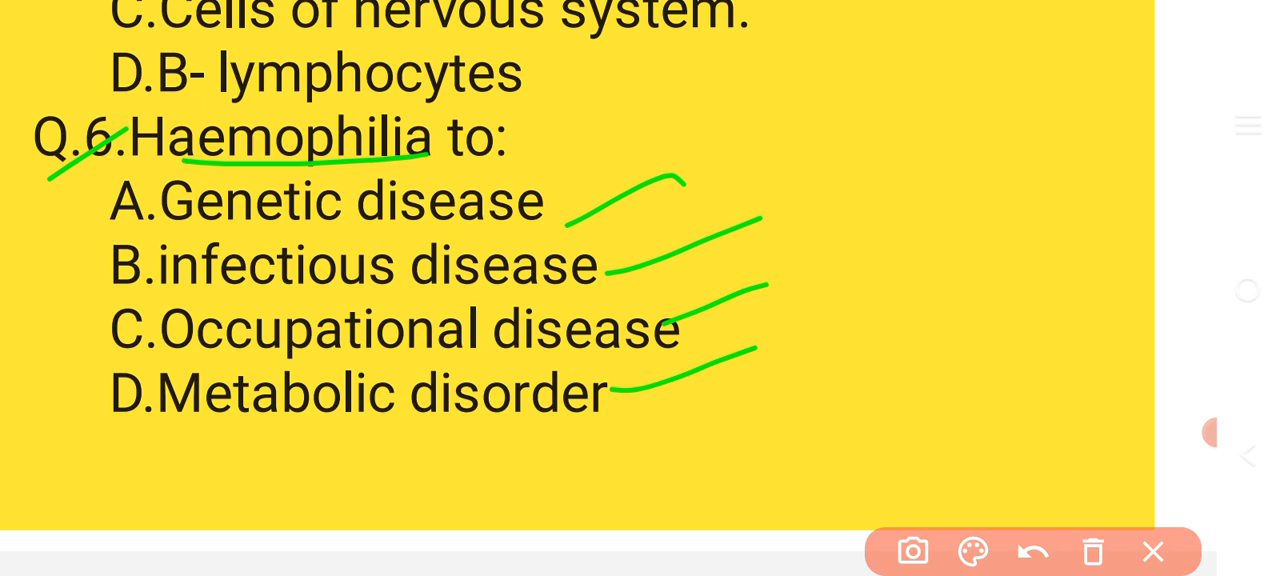 C.Cells of nervous system.
D.B- lymphocytes
Q.6.Haemophilia to:
A.Genetic disease
B.infectious disease
C.Occupational disease
D.Metabolic disorder